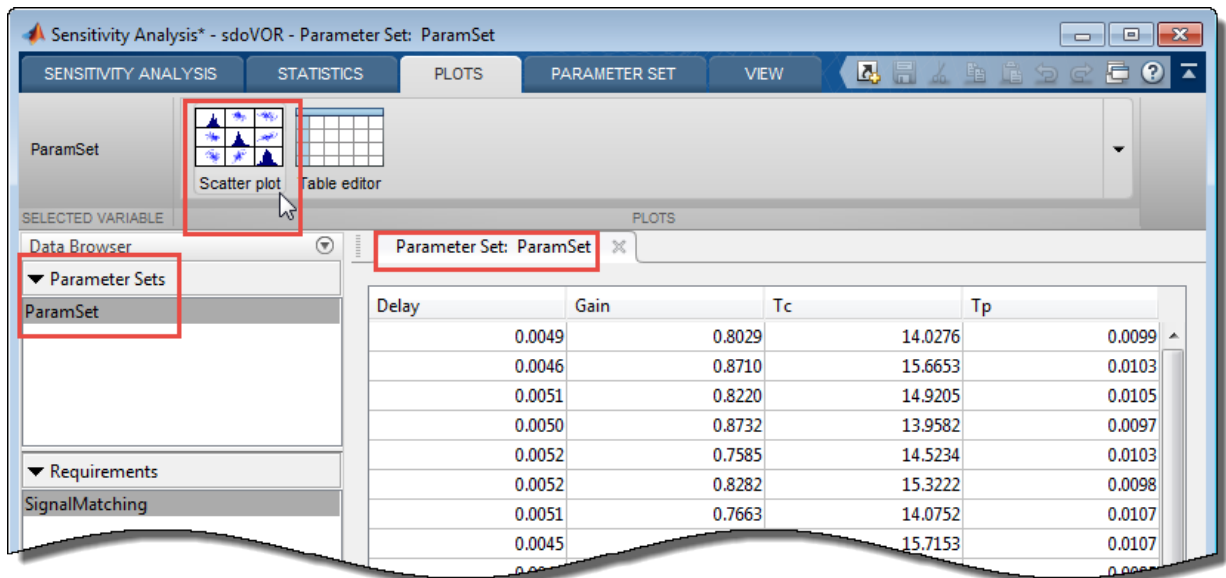 Sensitivity Analysis* - sdoVOR - Parameter Set: ParamSet
SENSITIVITY ANALYSIS STATISTICS PLOTS PARAMETER SET VIEW
ParamSet
Scatter plot Table editor
SELECTED VARIABLE PLOTS
Data Browser
Parameter Set: ParamSet
Parameter Sets
ParamSet
Delay Gain Tc Tp
0.0049 0.8029 14.0276 0.0099
0.0046 0.8710 15.6653 0.0103
0.0051 0.8220 14.9205 0.0105
0.0050 0.8732 13.9582 0.0097
0.0052 0.7585 14.5234 0.0103
0.0052 0.8282 15.3222 0.0098
0.0051 0.7663 14.0752 0.0107
0.0045 15.7153 0.0107
Requirements
SignalMatching